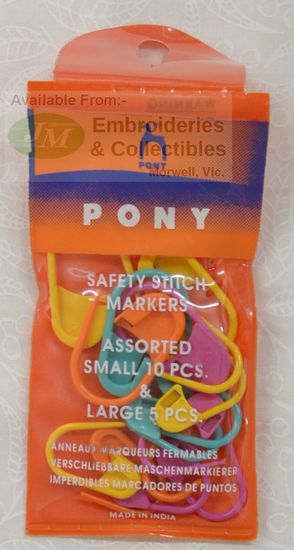 WARNING
Available From:-
JM
Embroideries
& Collectibles
Morwell, Vic.
PONY
PONY
SAFETY STITCH
MARKERS
ASSORTED
SMALL 10 PCS.
&
LARGE 5 PCS.
ANNEAUX MARQUEURS FERMABLES
VERSCHLIEßBARE MASCHENMARKIERER
IMPERDIBLES MARCADORES DE PUNTOS
MADE IN INDIA